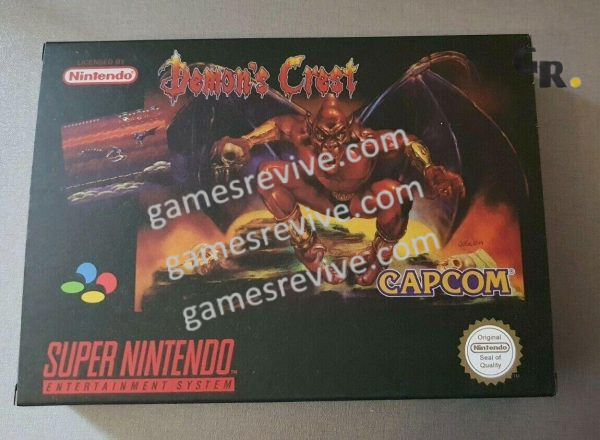 LICENSED BY
Nintendo
Demon's Crest
GR.
gamesrevive.com
gamesrevive.com
gamesrevive.com
CAPCOM
SUPER NINTENDO
ENTERTAINMENT SYSTEM
Original
Nintendo
Seal of
Quality
TM